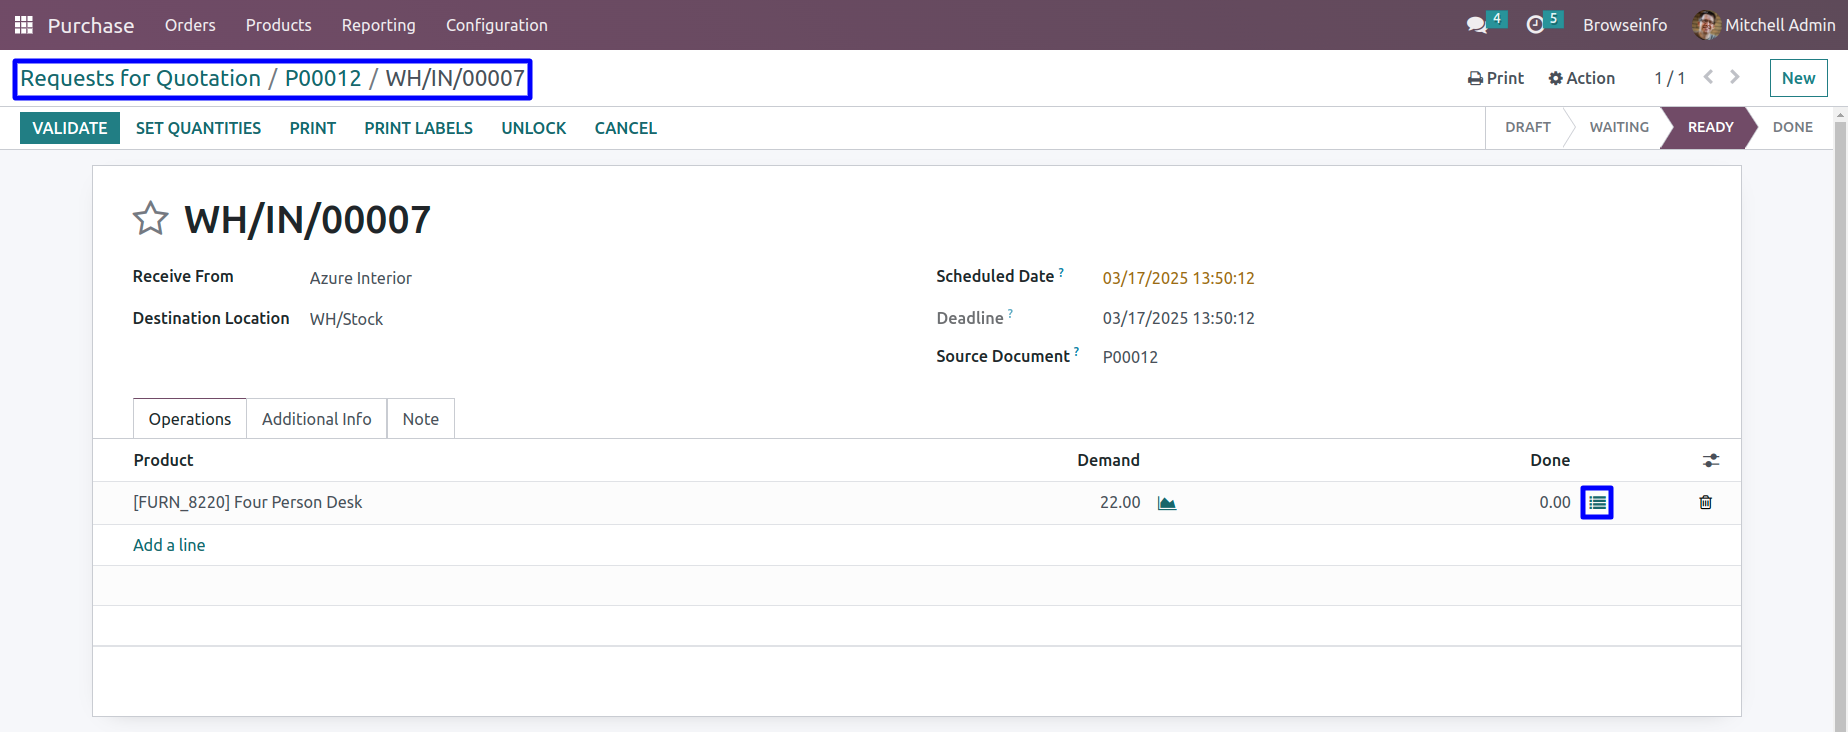 Purchase Orders Products Reporting Configuration 4 5 Browseinfo Mitchell Admin
Requests for Quotation / P00012 / WH/IN/00007 Print Action 1 / 1 New
VALIDATE SET QUANTITIES PRINT PRINT LABELS UNLOCK CANCEL DRAFT WAITING READY DONE
WH/IN/00007
Receive From Azure Interior Scheduled Date ? 03/17/2025 13:50:12
Destination Location WH/Stock Deadline ? 03/17/2025 13:50:12
Source Document ? P00012
Operations Additional Info Note
Product Demand Done
[FURN_8220] Four Person Desk 22.00 0.00
Add a line